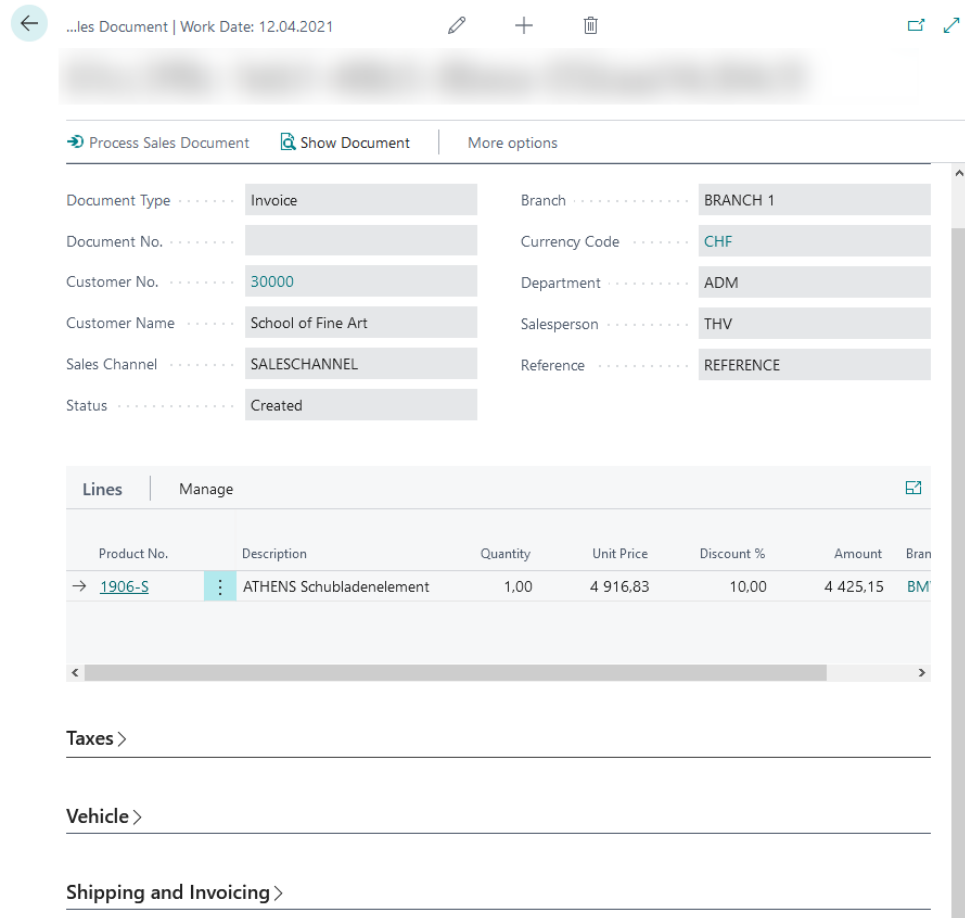 ...les Document | Work Date: 12.04.2021
Process Sales Document Show Document More options
Document Type Invoice Branch BRANCH 1
Document No. Currency Code CHF
Customer No. 30000 Department ADM
Customer Name School of Fine Art Salesperson THV
Sales Channel SALESCHANNEL Reference REFERENCE
Status Created
Lines Manage
Product No. Description Quantity Unit Price Discount % Amount Bran
1906-S ATHENS Schubladenelement 1,00 4 916,83 10,00 4 425,15 BM
Taxes
Vehicle
Shipping and Invoicing